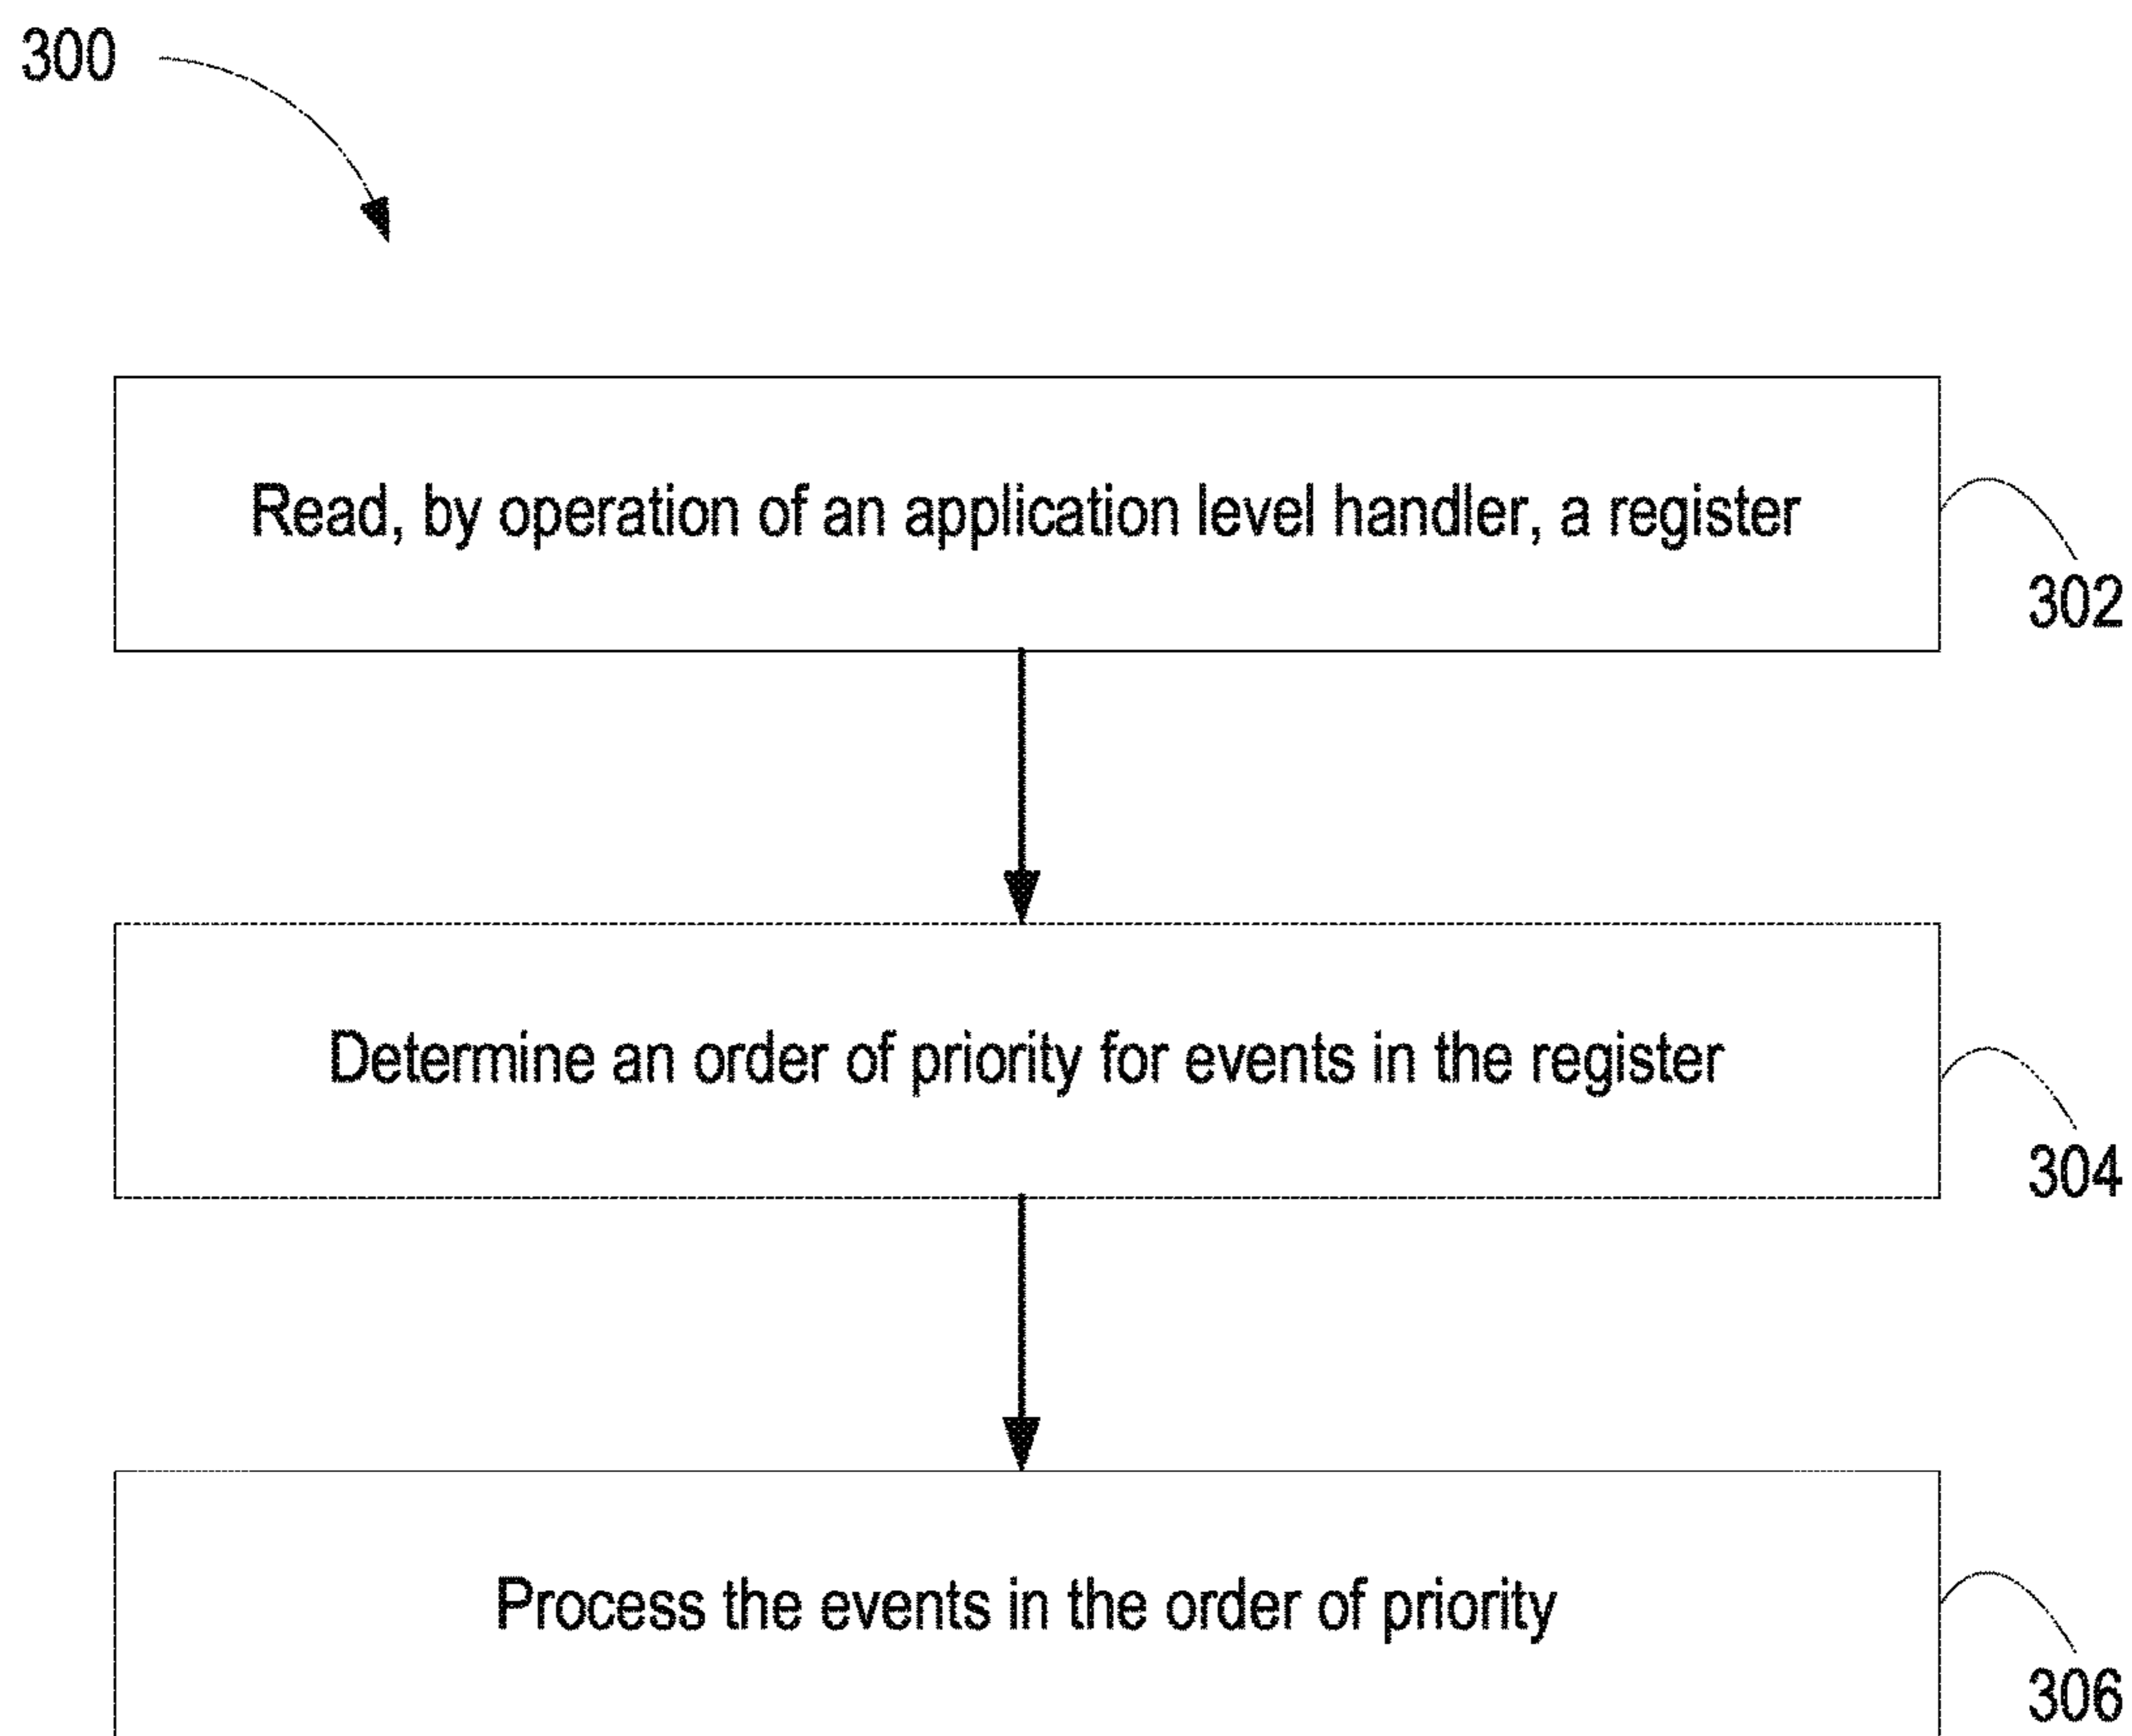 300
Read, by operation of an application level handler, a register
302
Determine an order of priority for events in the register
304
Process the events in the order of priority
306